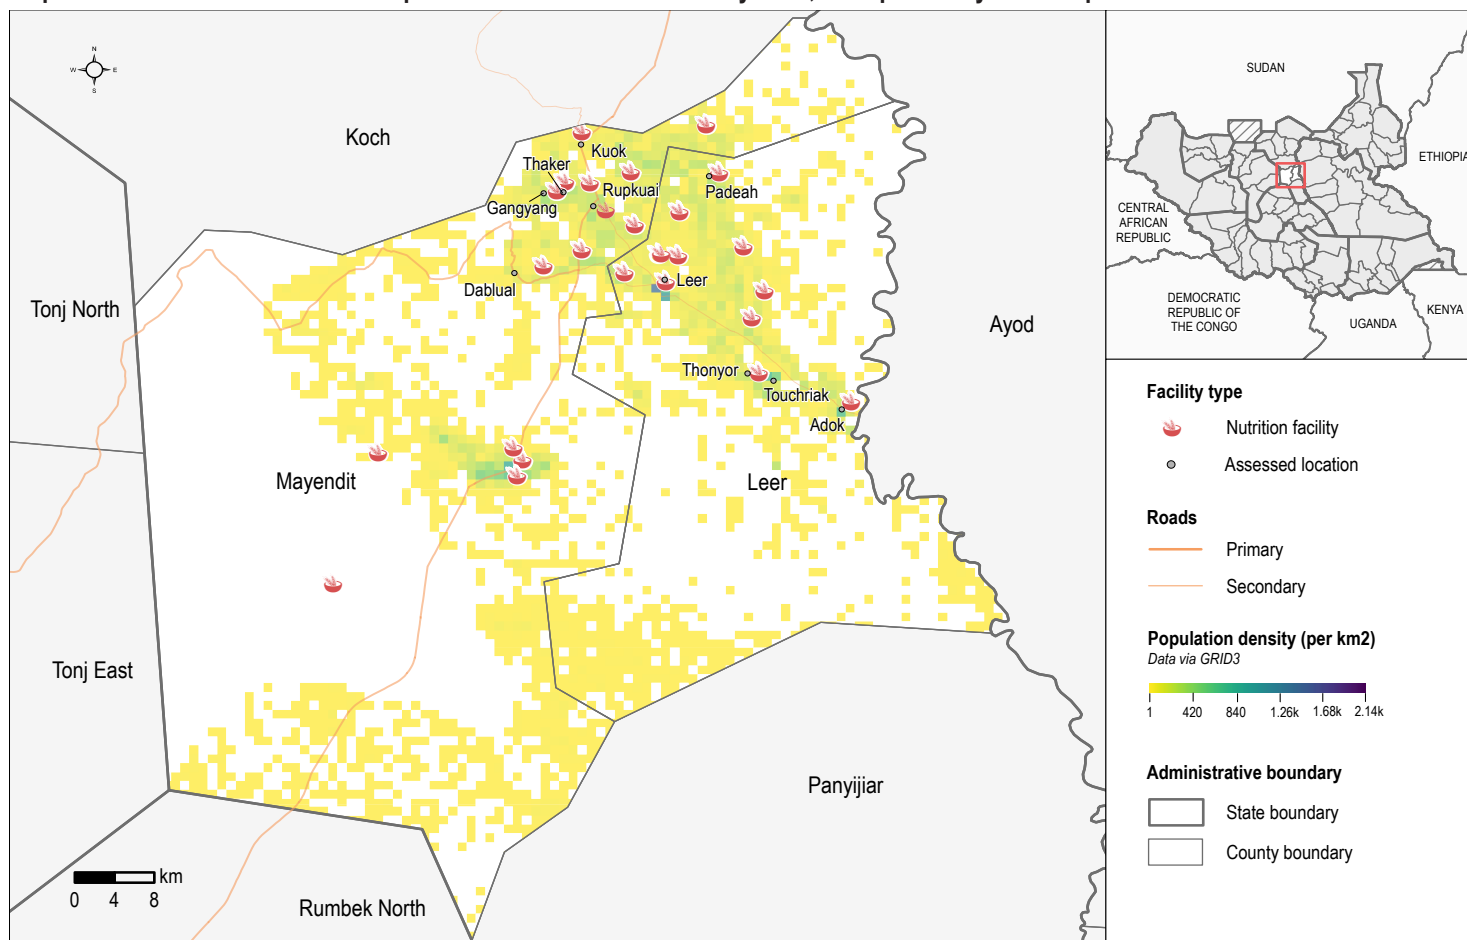 N
W
E
S
Koch
Kuok
Thaker
Rupkuai
Gangyang
Padeah
Dablual
Leer
Tonj North
Ayod
Thonyor
Touchriak
Adok
Mayendit
Leer
Tonj East
Panyijiar
Rumbek North
km
0 4 8
SUDAN
ETHIOPIA
CENTRAL
AFRICAN
REPUBLIC
DEMOCRATIC
REPUBLIC OF
THE CONGO
UGANDA
KENYA
Facility type
Nutrition facility
Assessed location
Roads
Primary
Secondary
Population density (per km2)
Data via GRID3
1 420 840 1.26k 1.68k 2.14k
Administrative boundary
State boundary
County boundary